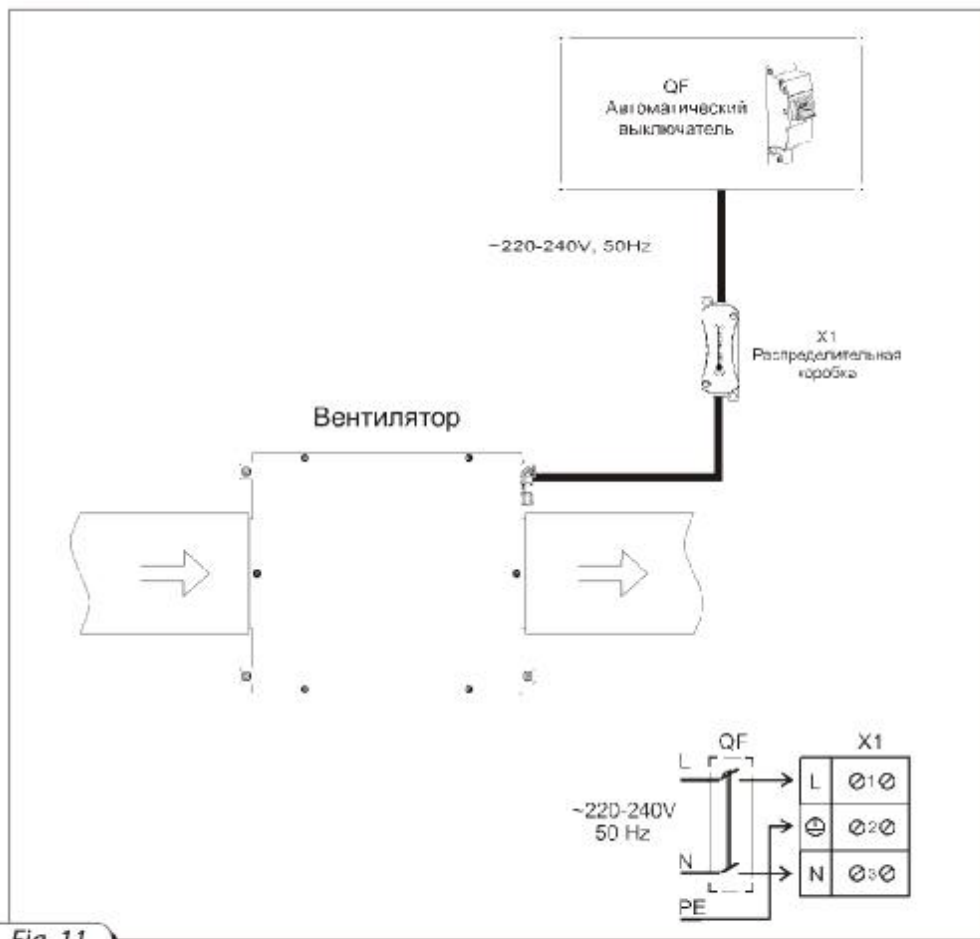 QF
Автоматический
выключатель
~220-240V, 50Hz
X1
Распределительная
коробка
Вентилятор
QF
X1
L
L
1
~220-240V
50 Hz
2
N
N
3
PE
Fig. 11